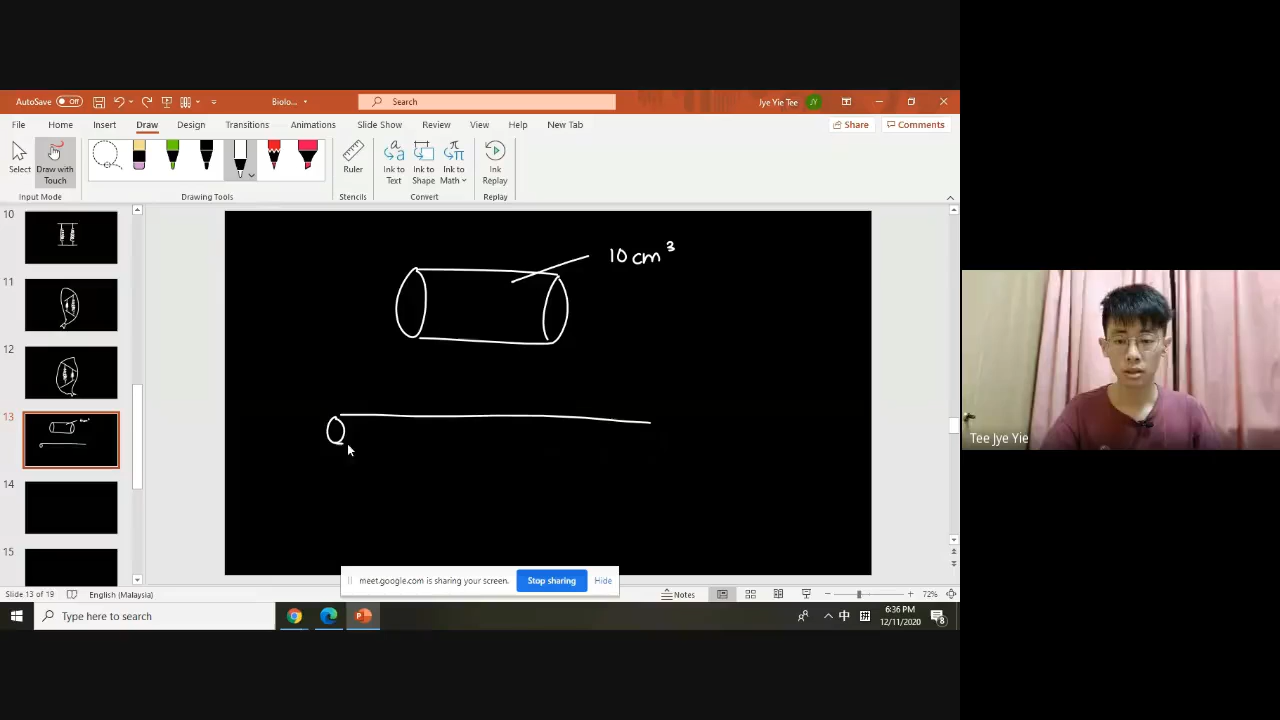 AutoSave Off Biolo... Search Jye Yie Tee JY
File Home Insert Draw Design Transitions Animations Slide Show Review View Help New Tab Share Comments
Select
Draw with
Touch
Ruler
Ink to
Text
Ink to
Shape
Ink to
Math
Ink
Replay
Input Mode Drawing Tools Stencils Convert Replay
10
11
12
13
14
15
10 cm³
Tee Jye Yie
meet.google.com is sharing your screen. Stop sharing Hide
Slide 13 of 19 English (Malaysia) Notes 72%
Type here to search 中 6:36 PM
12/11/2020 8